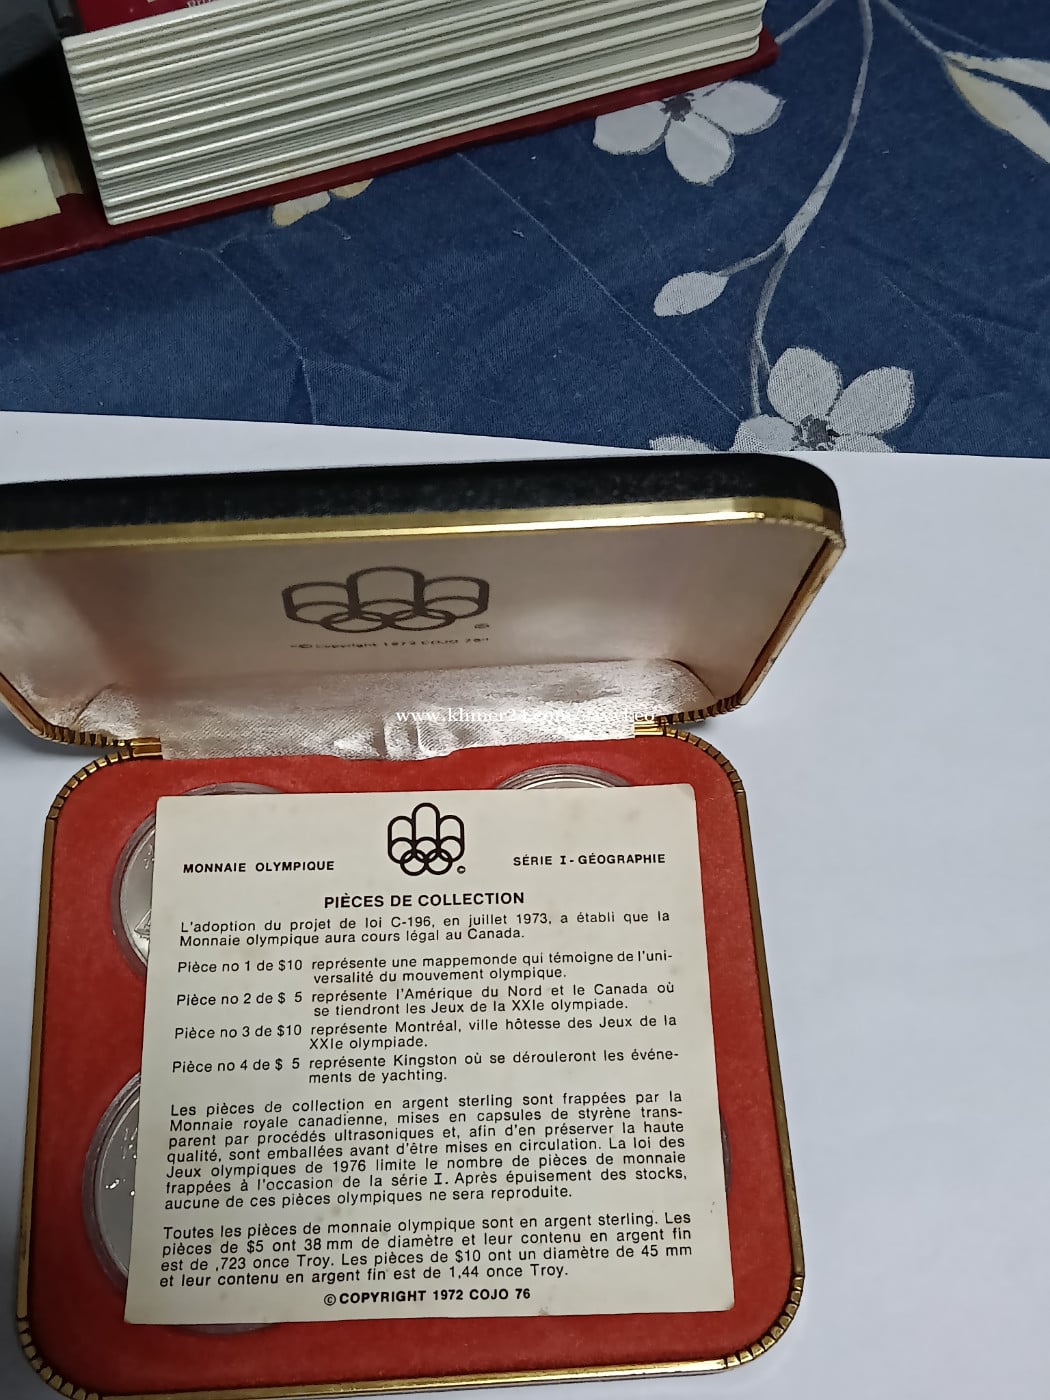 "© Copyright 1972 COJO 76"
MONNAIE OLYMPIQUE
SÉRIE I-GÉOGRAPHIE
PIÈCES DE COLLECTION
L'adoption du projet de loi C-196, en juillet 1973, a établi que la
Monnaie olympique aura cours légal au Canada.
Pièce no 1 de $10 représente une mappemonde qui témoigne de l'uni-
versalité du mouvement olympique.
Pièce no 2 de $ 5 représente l'Amérique du Nord et le Canada où
se tiendront les Jeux de la XXIe olympiade.
Pièce no 3 de $10 représente Montréal, ville hôtesse des Jeux de la
XXIe olympiade.
Pièce no 4 de $ 5 représente Kingston où se dérouleront les événe-
ments de yachting.
Les pièces de collection en argent sterling sont frappées par la
Monnaie royale canadienne, mises en capsules de styrène trans-
parent par procédés ultrasoniques et, afin d'en préserver la haute
qualité, sont emballées avant d'être mises en circulation. La loi des
Jeux olympiques de 1976 limite le nombre de pièces de monnaie
frappées à l'occasion de la série I. Après épuisement des stocks,
aucune de ces pièces olympiques ne sera reproduite.
Toutes les pièces de monnaie olympique sont en argent sterling. Les
pièces de $5 ont 38 mm de diamètre et leur contenu en argent fin
est de ,723 once Troy. Les pièces de $10 ont un diamètre de 45 mm
et leur contenu en argent fin est de 1,44 once Troy.
© COPYRIGHT 1972 COJO 76